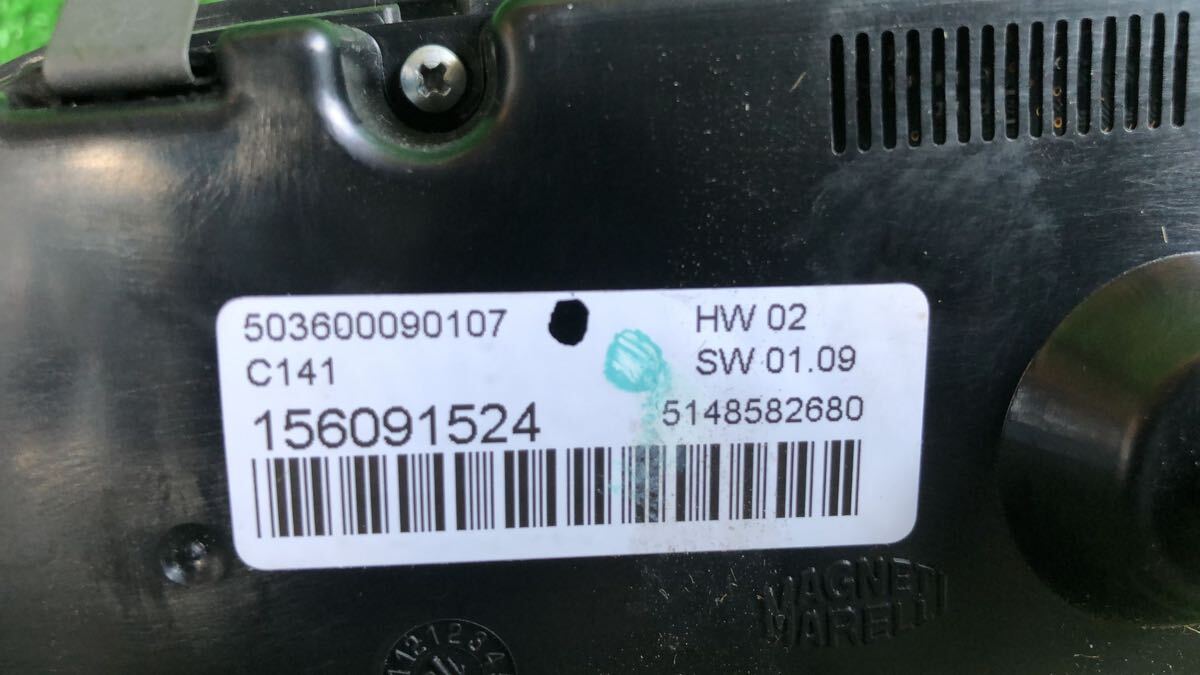 503600090107
HW 02
C141
SW 01.09
156091524
5148582680
MAGNETI
MARELLI